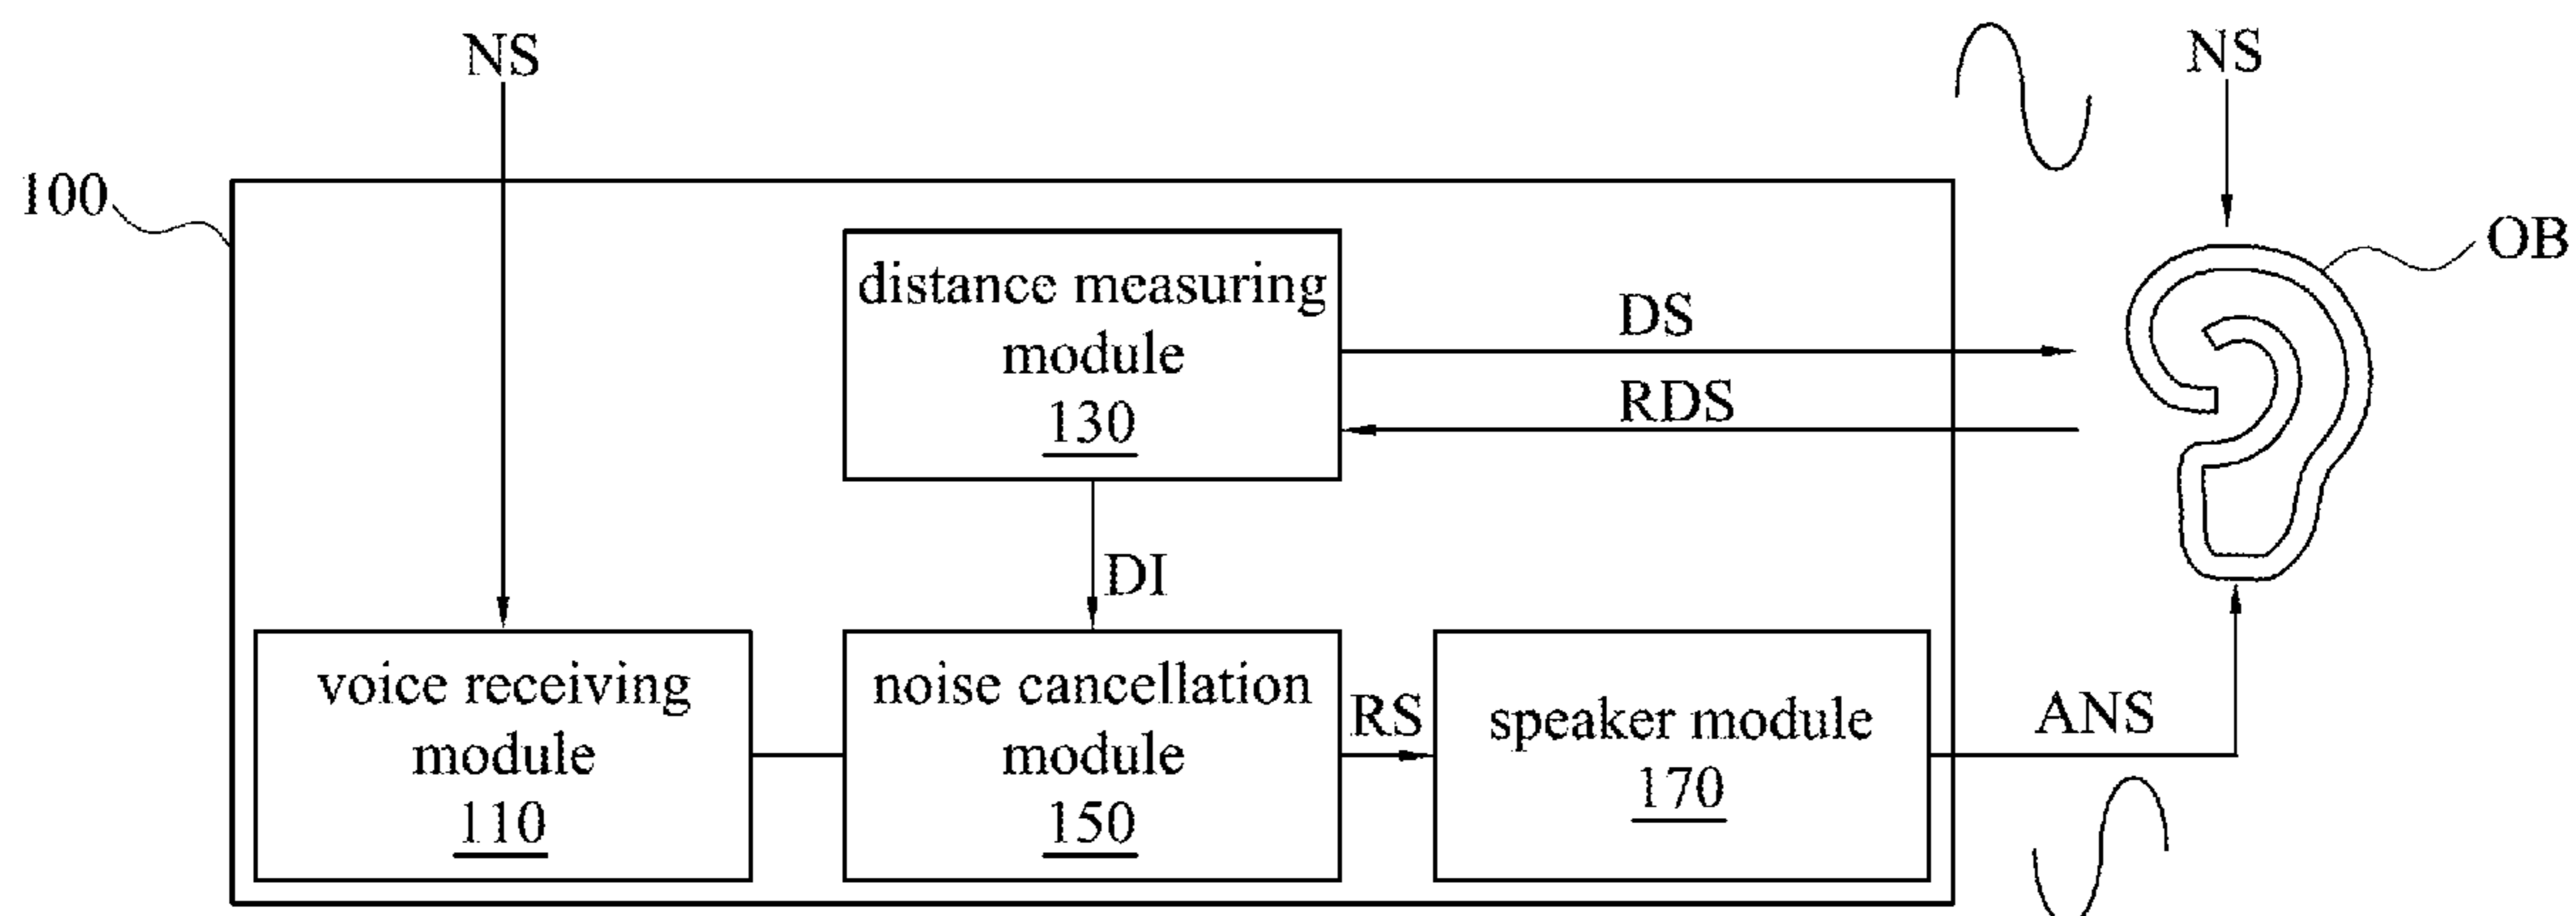 NS
NS
100
OB
distance measuring
module
130
DS
RDS
DI
voice receiving
module
110
noise cancellation
module
150
RS
speaker module
170
ANS